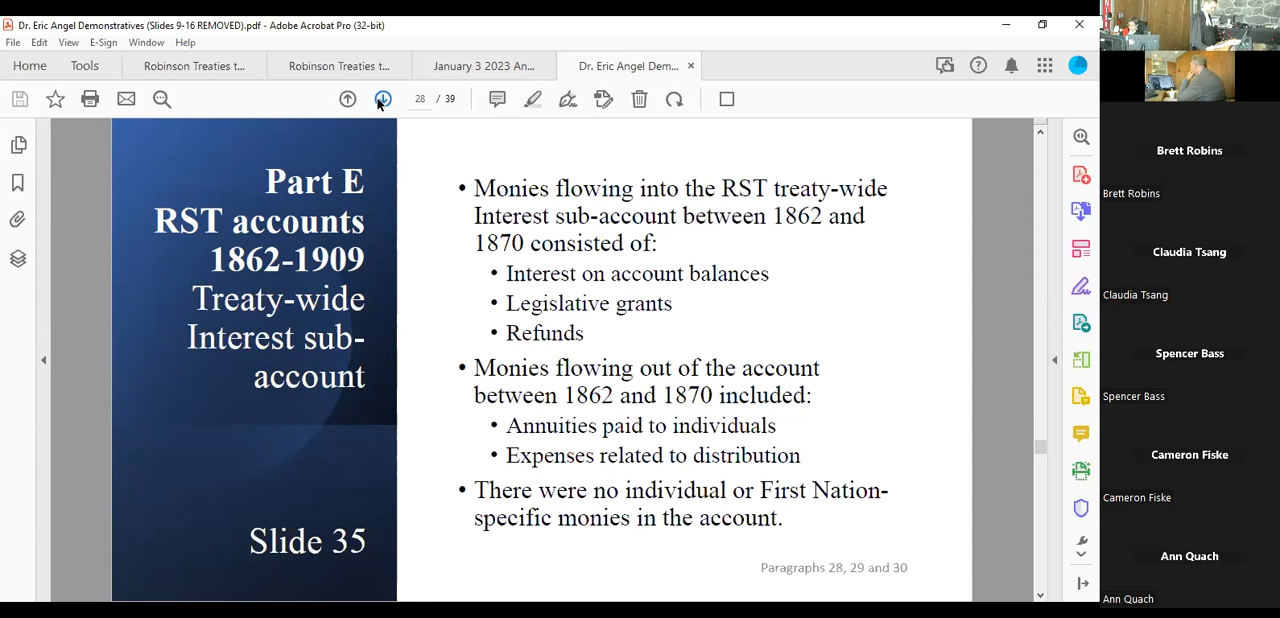 Dr. Eric Angel Demonstratives (Slides 9-16 REMOVED).pdf - Adobe Acrobat Pro (32-bit)
File Edit View E-Sign Window Help
Home Tools Robinson Treaties t... Robinson Treaties t... January 3 2023 An... Dr. Eric Angel Dem... ×
28 / 39
Part E
RST accounts
1862-1909
Treaty-wide
Interest sub-
account
Slide 35
• Monies flowing into the RST treaty-wide
Interest sub-account between 1862 and
1870 consisted of:
• Interest on account balances
• Legislative grants
• Refunds
• Monies flowing out of the account
between 1862 and 1870 included:
• Annuities paid to individuals
• Expenses related to distribution
• There were no individual or First Nation-
specific monies in the account.
Paragraphs 28, 29 and 30
Brett Robins
Brett Robins
Claudia Tsang
Claudia Tsang
Spencer Bass
Spencer Bass
Cameron Fiske
Cameron Fiske
Ann Quach
Ann Quach